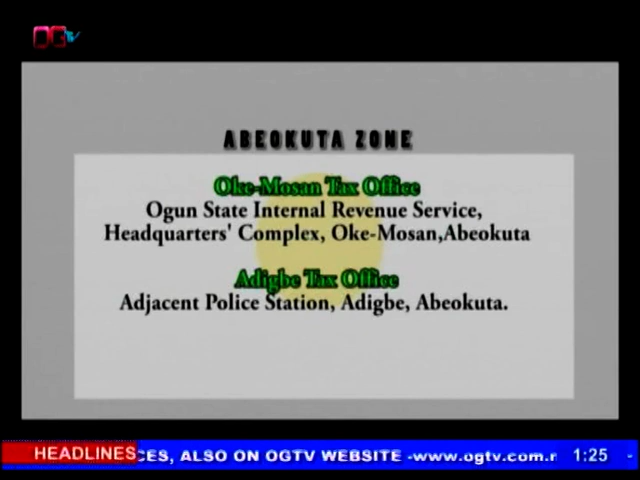 OGTV
ABEOKUTA ZONE
Oke-Mosan Tax Office
Ogun State Internal Revenue Service,
Headquarters' Complex, Oke-Mosan,Abeokuta
Adigbe Tax Office
Adjacent Police Station, Adigbe, Abeokuta.
HEADLINES
ALSO ON OGTV WEBSITE -www.ogtv.com.
1:25